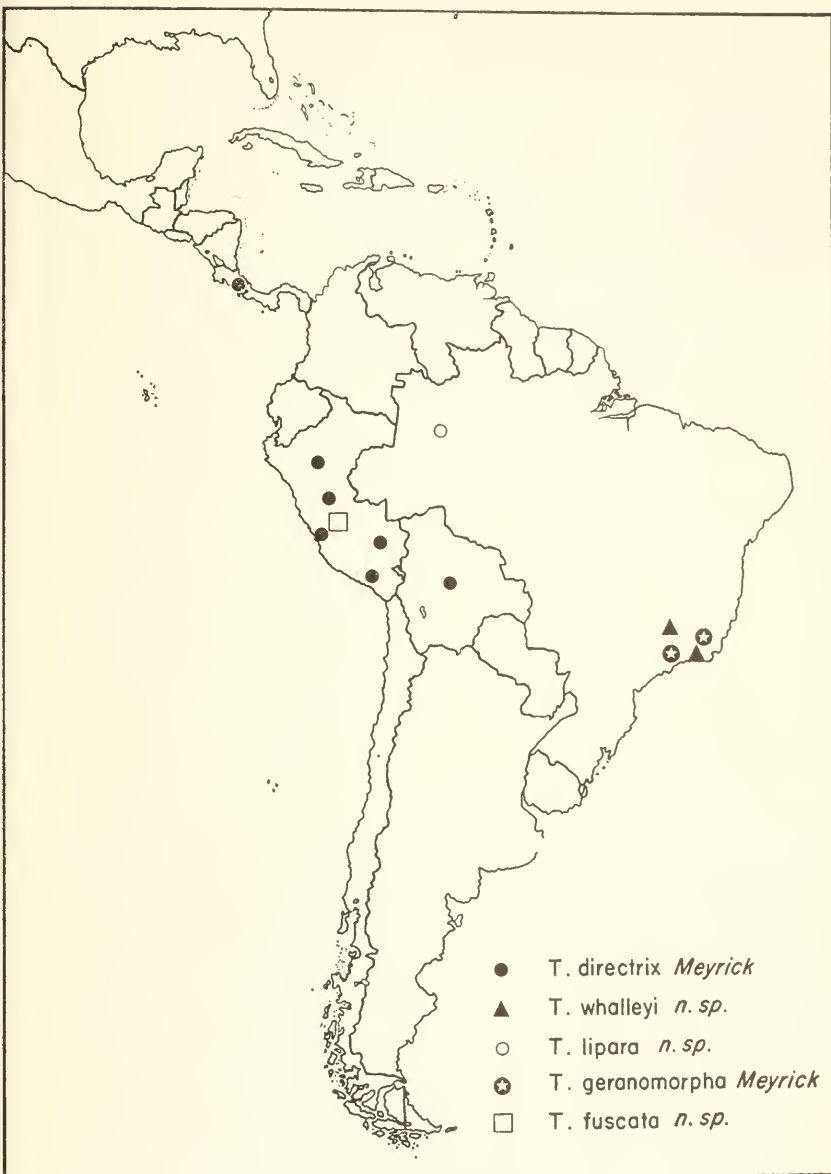 T. directrix Meyrick
T. whalleyi n. sp.
T. lipara n. sp.
T. geranomorpha Meyrick
T. fuscata n. sp.